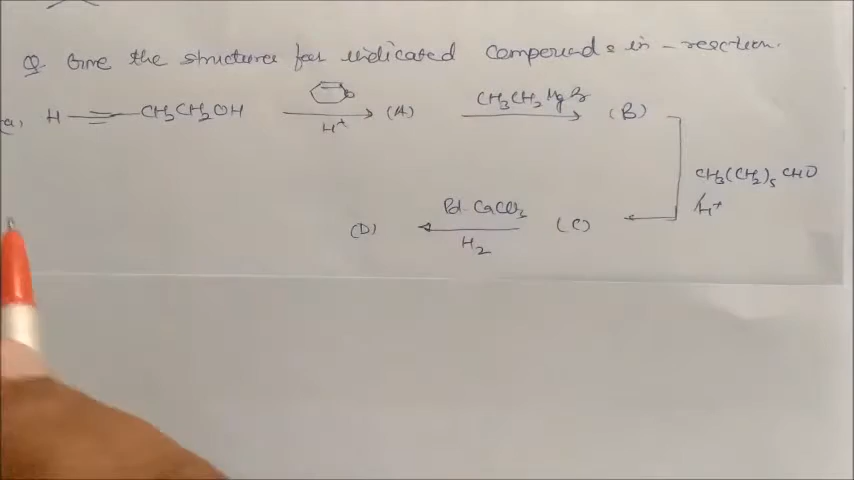 Q Give the structure for indicated compounds in reaction.
(a) H≡CH2CH2OH →[O / H+] (A) →[CH3CH2MgBr] (B)
CH3(CH2)5CHO
(D) ←[Pd-CaCO3 / H2] (C) ← H+